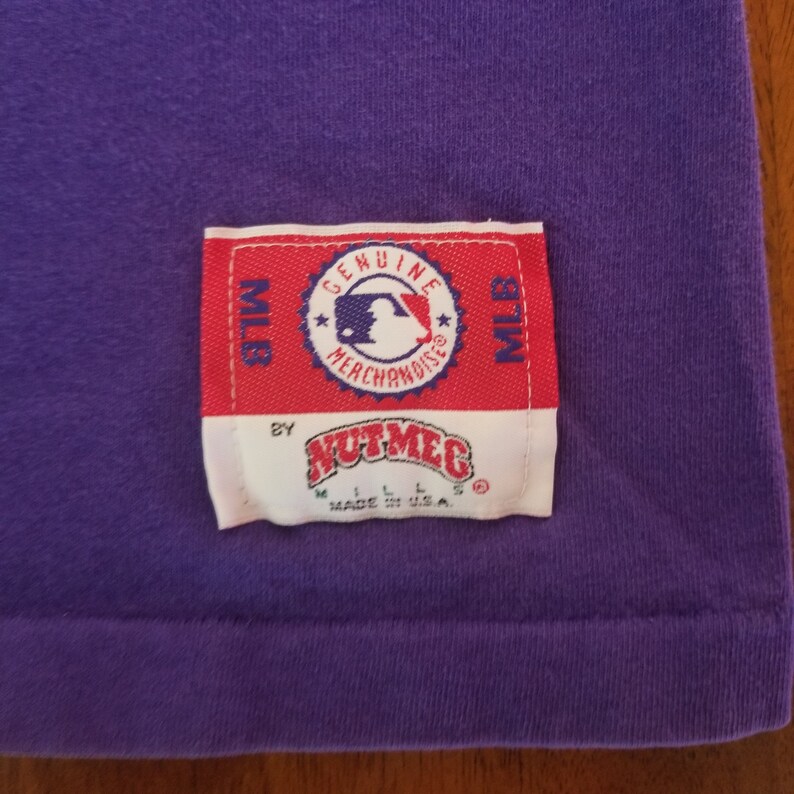 GENUINE
MLB
MLB
MERCHANDISE®
BY
NUTMEG
MILLS®
MADE IN U.S.A.